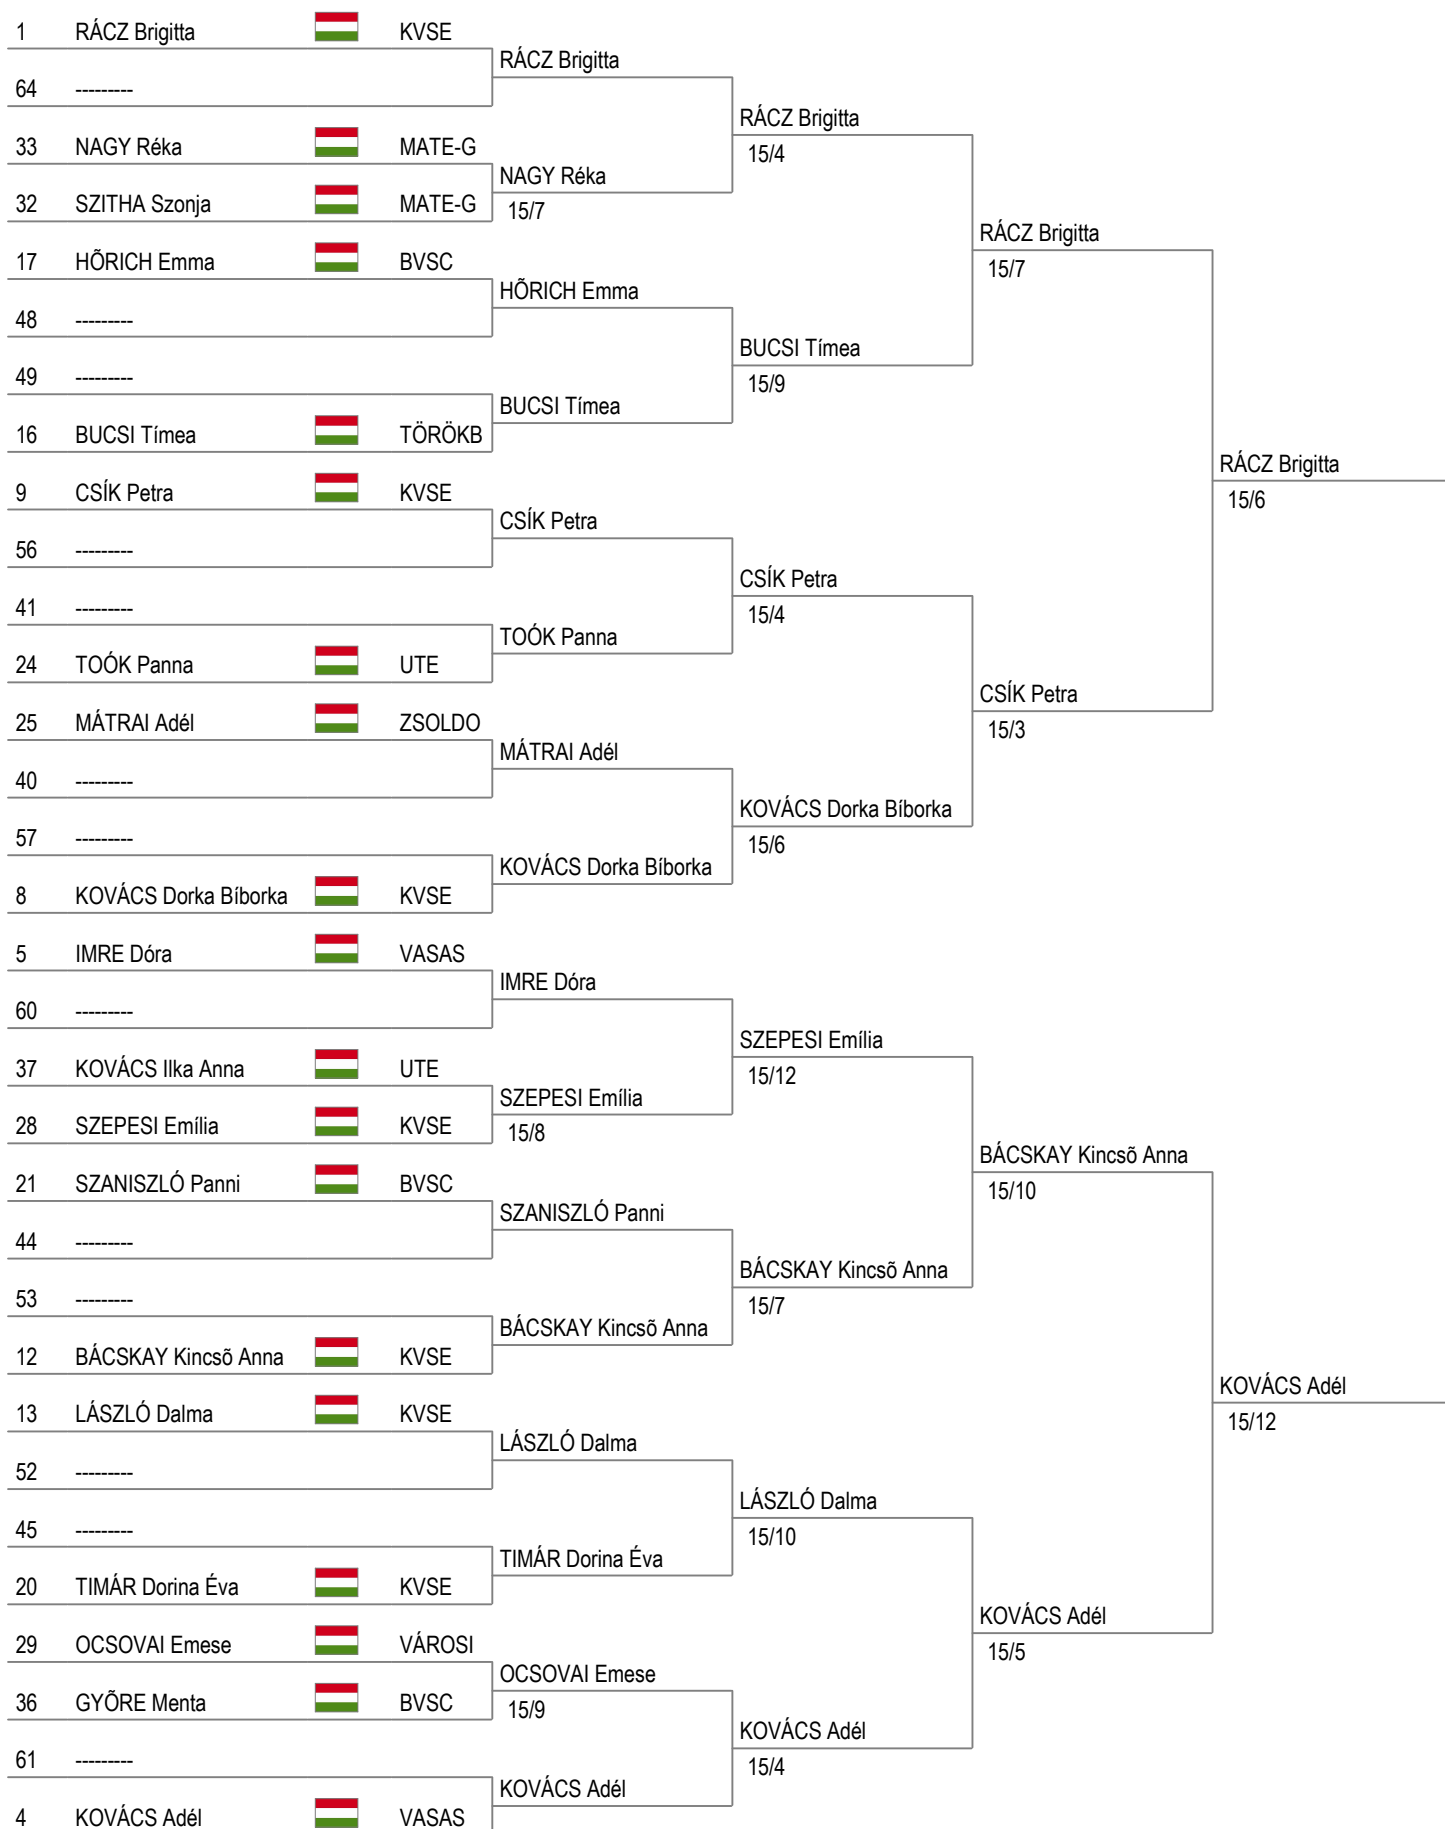 1 RÁCZ Brigitta KVSE
RÁCZ Brigitta
64 ---------
RÁCZ Brigitta
15/4
33 NAGY Réka MATE-G
NAGY Réka
15/7
32 SZITHA Szonja MATE-G
RÁCZ Brigitta
15/7
17 HÕRICH Emma BVSC
HÕRICH Emma
48 ---------
BUCSI Tímea
15/9
49 ---------
BUCSI Tímea
16 BUCSI Tímea TÖRÖKB
RÁCZ Brigitta
15/6
9 CSÍK Petra KVSE
CSÍK Petra
56 ---------
CSÍK Petra
15/4
41 ---------
TOÓK Panna
24 TOÓK Panna UTE
CSÍK Petra
15/3
25 MÁTRAI Adél ZSOLDO
MÁTRAI Adél
40 ---------
KOVÁCS Dorka Bíborka
15/6
57 ---------
KOVÁCS Dorka Bíborka
8 KOVÁCS Dorka Bíborka KVSE
5 IMRE Dóra VASAS
IMRE Dóra
60 ---------
SZEPESI Emília
15/12
37 KOVÁCS Ilka Anna UTE
SZEPESI Emília
15/8
28 SZEPESI Emília KVSE
BÁCSKAY Kincsõ Anna
15/10
21 SZANISZLÓ Panni BVSC
SZANISZLÓ Panni
44 ---------
BÁCSKAY Kincsõ Anna
15/7
53 ---------
BÁCSKAY Kincsõ Anna
12 BÁCSKAY Kincsõ Anna KVSE
KOVÁCS Adél
15/12
13 LÁSZLÓ Dalma KVSE
LÁSZLÓ Dalma
52 ---------
LÁSZLÓ Dalma
15/10
45 ---------
TIMÁR Dorina Éva
20 TIMÁR Dorina Éva KVSE
KOVÁCS Adél
15/5
29 OCSOVAI Emese VÁROSI
OCSOVAI Emese
15/9
36 GYÕRE Menta BVSC
KOVÁCS Adél
15/4
61 ---------
KOVÁCS Adél
4 KOVÁCS Adél VASAS